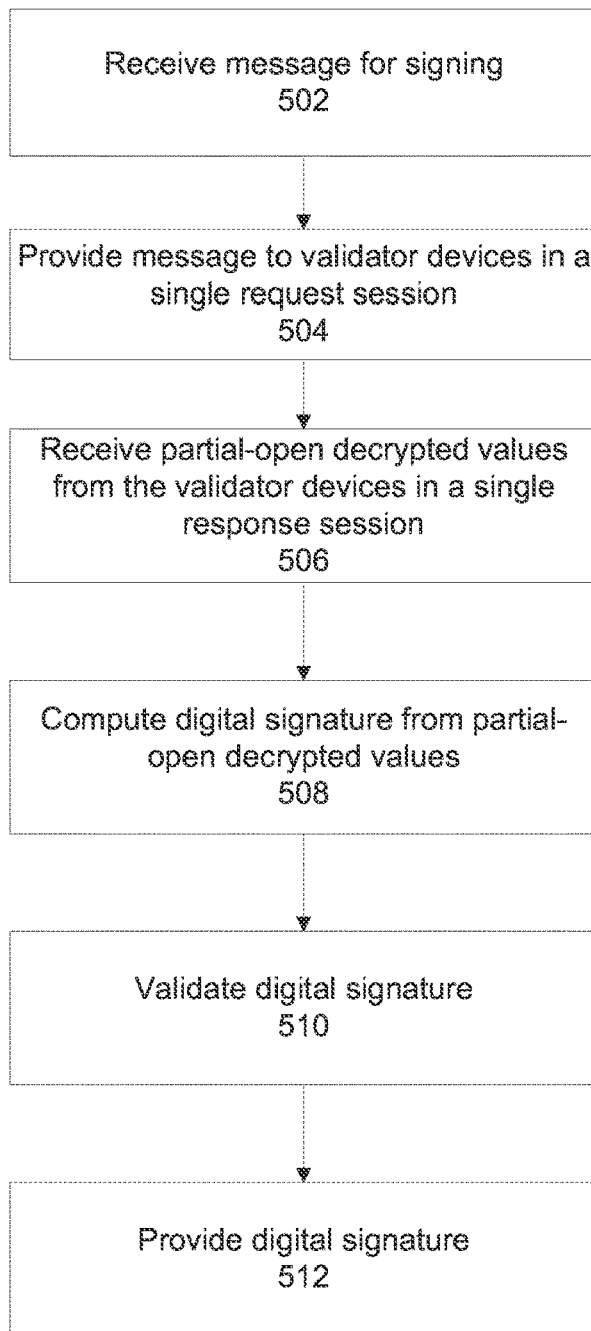 Receive message for signing
502
Provide message to validator devices in a
single request session
504
Receive partial-open decrypted values
from the validator devices in a single
response session
506
Compute digital signature from partial-
open decrypted values
508
Validate digital signature
510
Provide digital signature
512